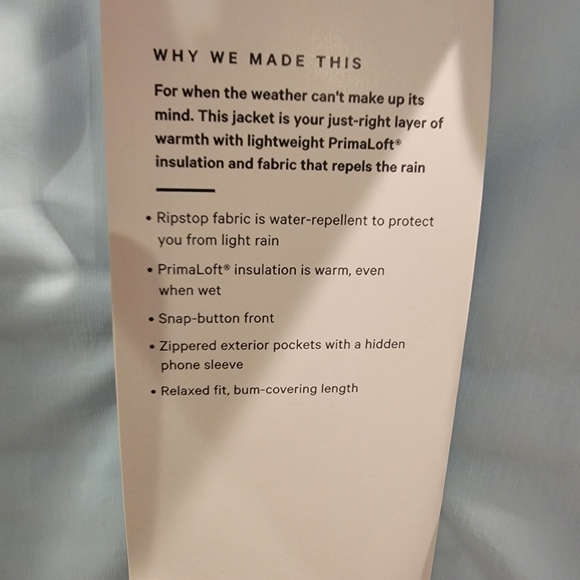 WHY WE MADE THIS
For when the weather can't make up its
mind. This jacket is your just-right layer of
warmth with lightweight PrimaLoft®
insulation and fabric that repels the rain
• Ripstop fabric is water-repellent to protect
you from light rain
• PrimaLoft® insulation is warm, even
when wet
• Snap-button front
• Zippered exterior pockets with a hidden
phone sleeve
• Relaxed fit, bum-covering length